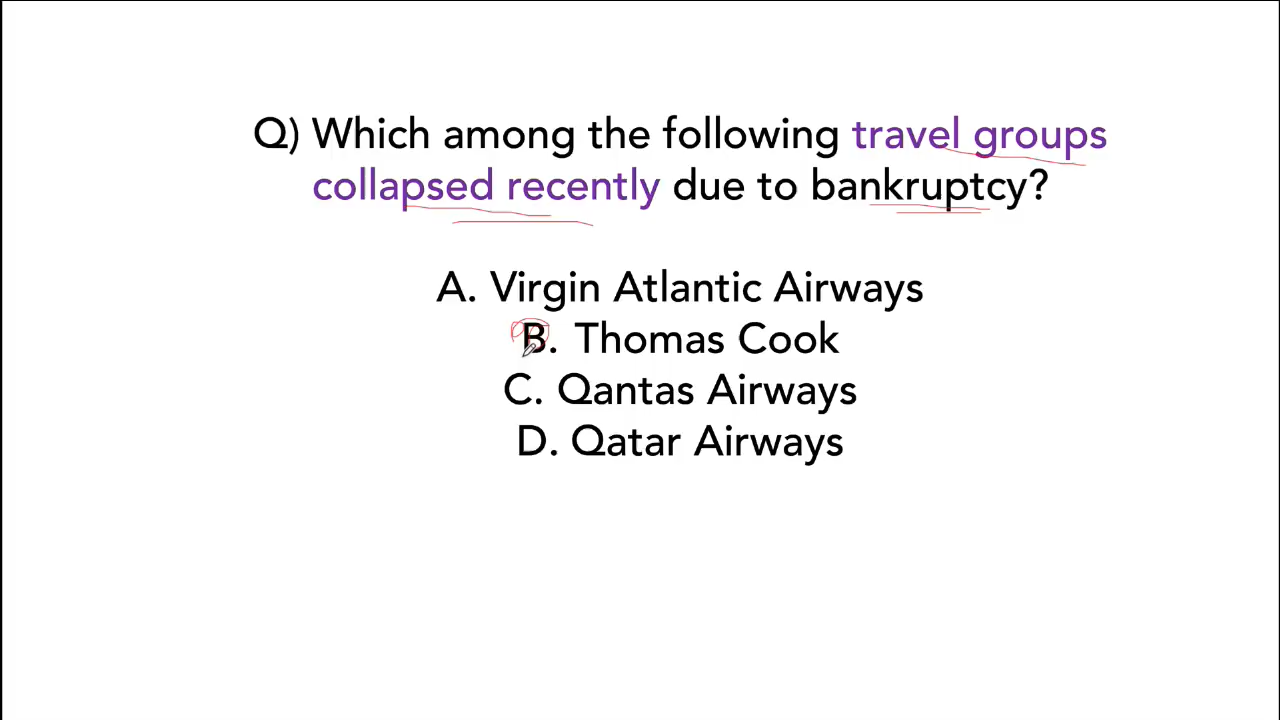 Q) Which among the following travel groups
collapsed recently due to bankruptcy?
A. Virgin Atlantic Airways
B. Thomas Cook
C. Qantas Airways
D. Qatar Airways